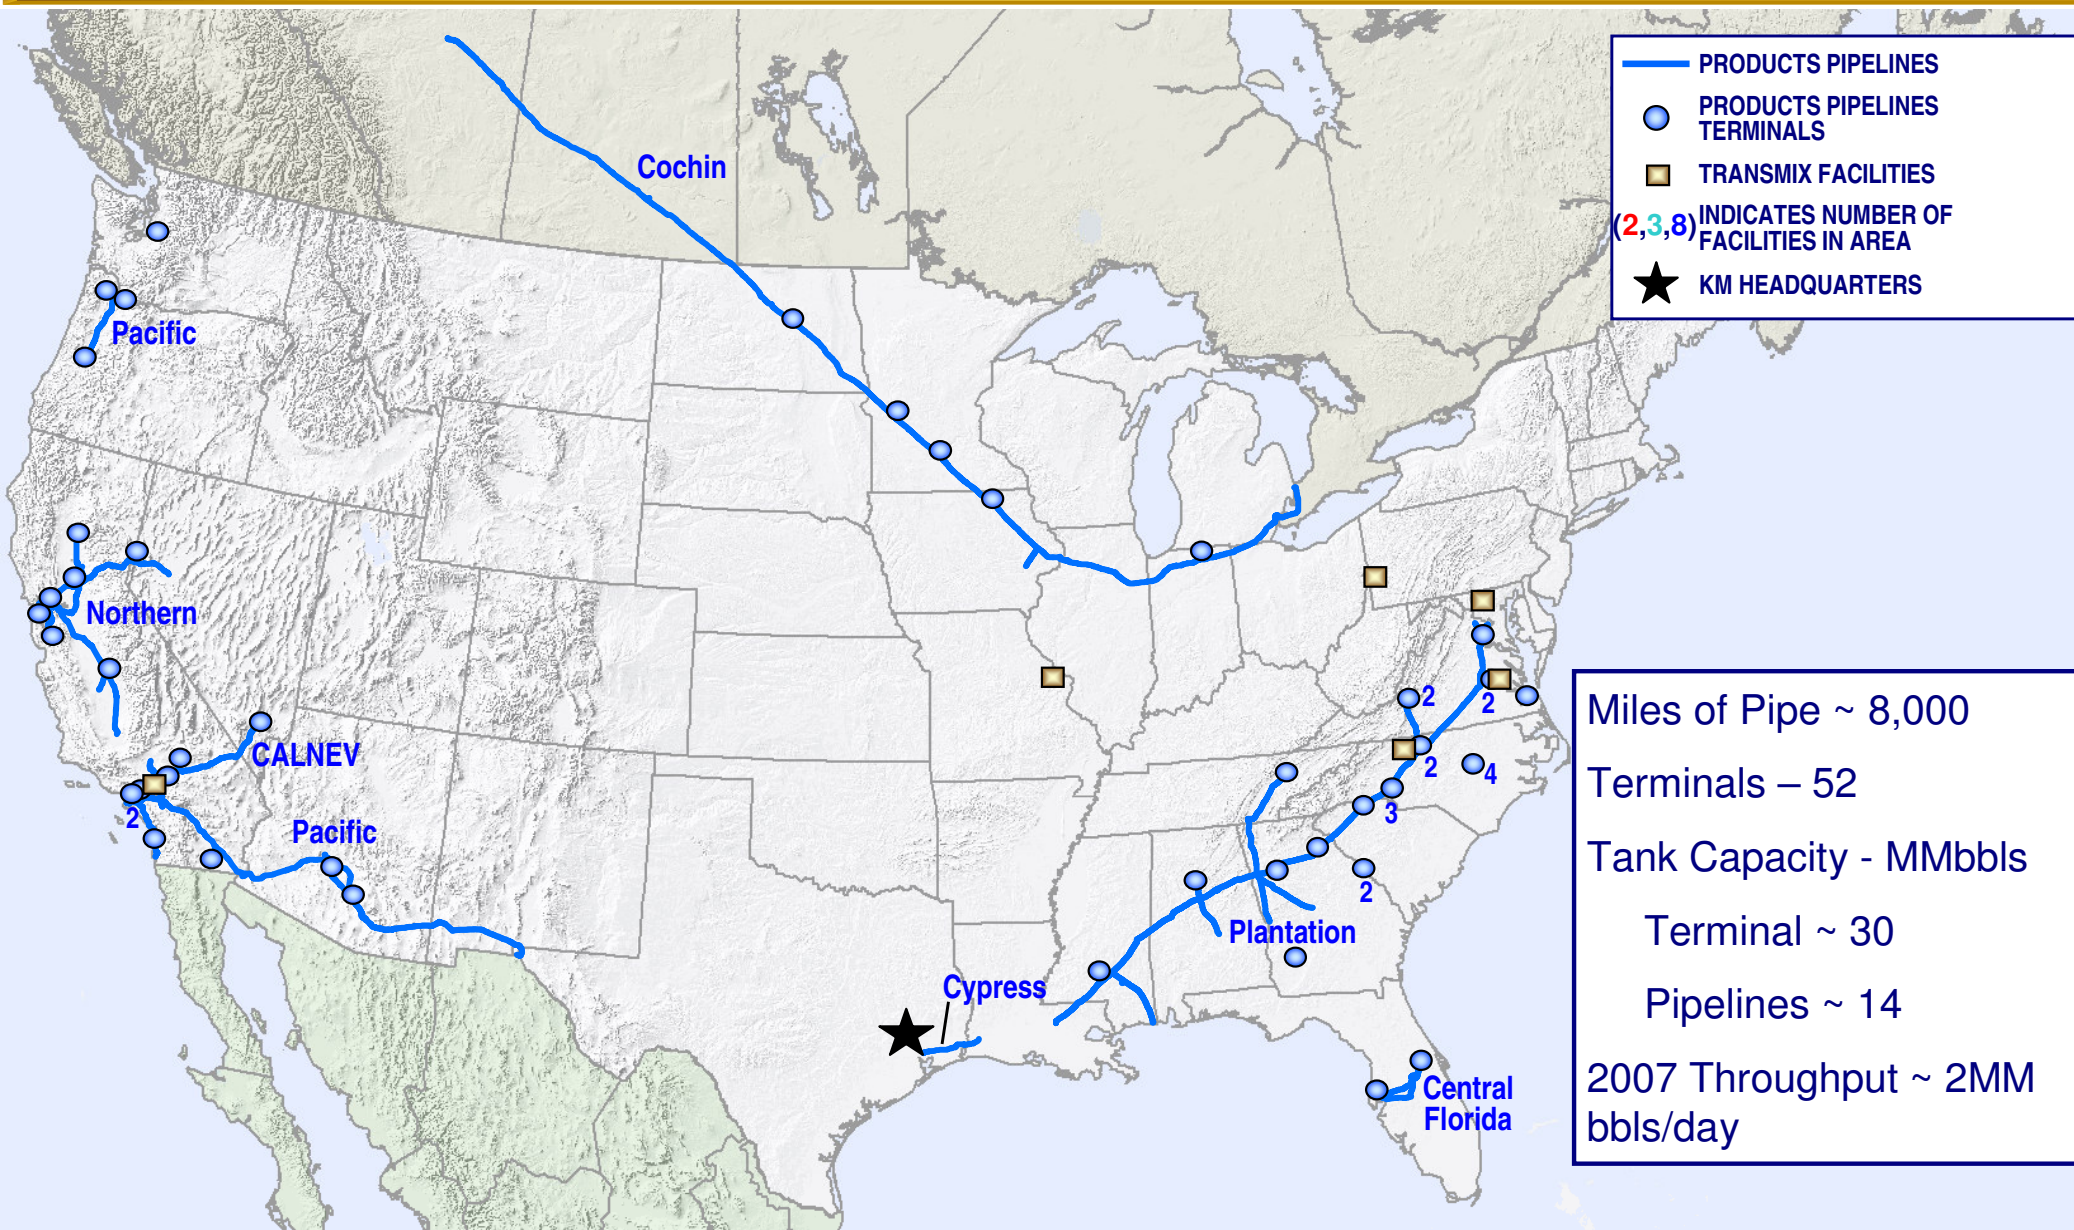 PRODUCTS PIPELINES
PRODUCTS PIPELINES
TERMINALS
TRANSMIX FACILITIES
(2,3,8) INDICATES NUMBER OF
FACILITIES IN AREA
KM HEADQUARTERS
Cochin
Pacific
Northern
CALNEV
2
Pacific
2
2
2
4
3
2
Plantation
Cypress
Central
Florida
Miles of Pipe ~ 8,000
Terminals – 52
Tank Capacity - MMbbls
Terminal ~ 30
Pipelines ~ 14
2007 Throughput ~ 2MM
bbls/day